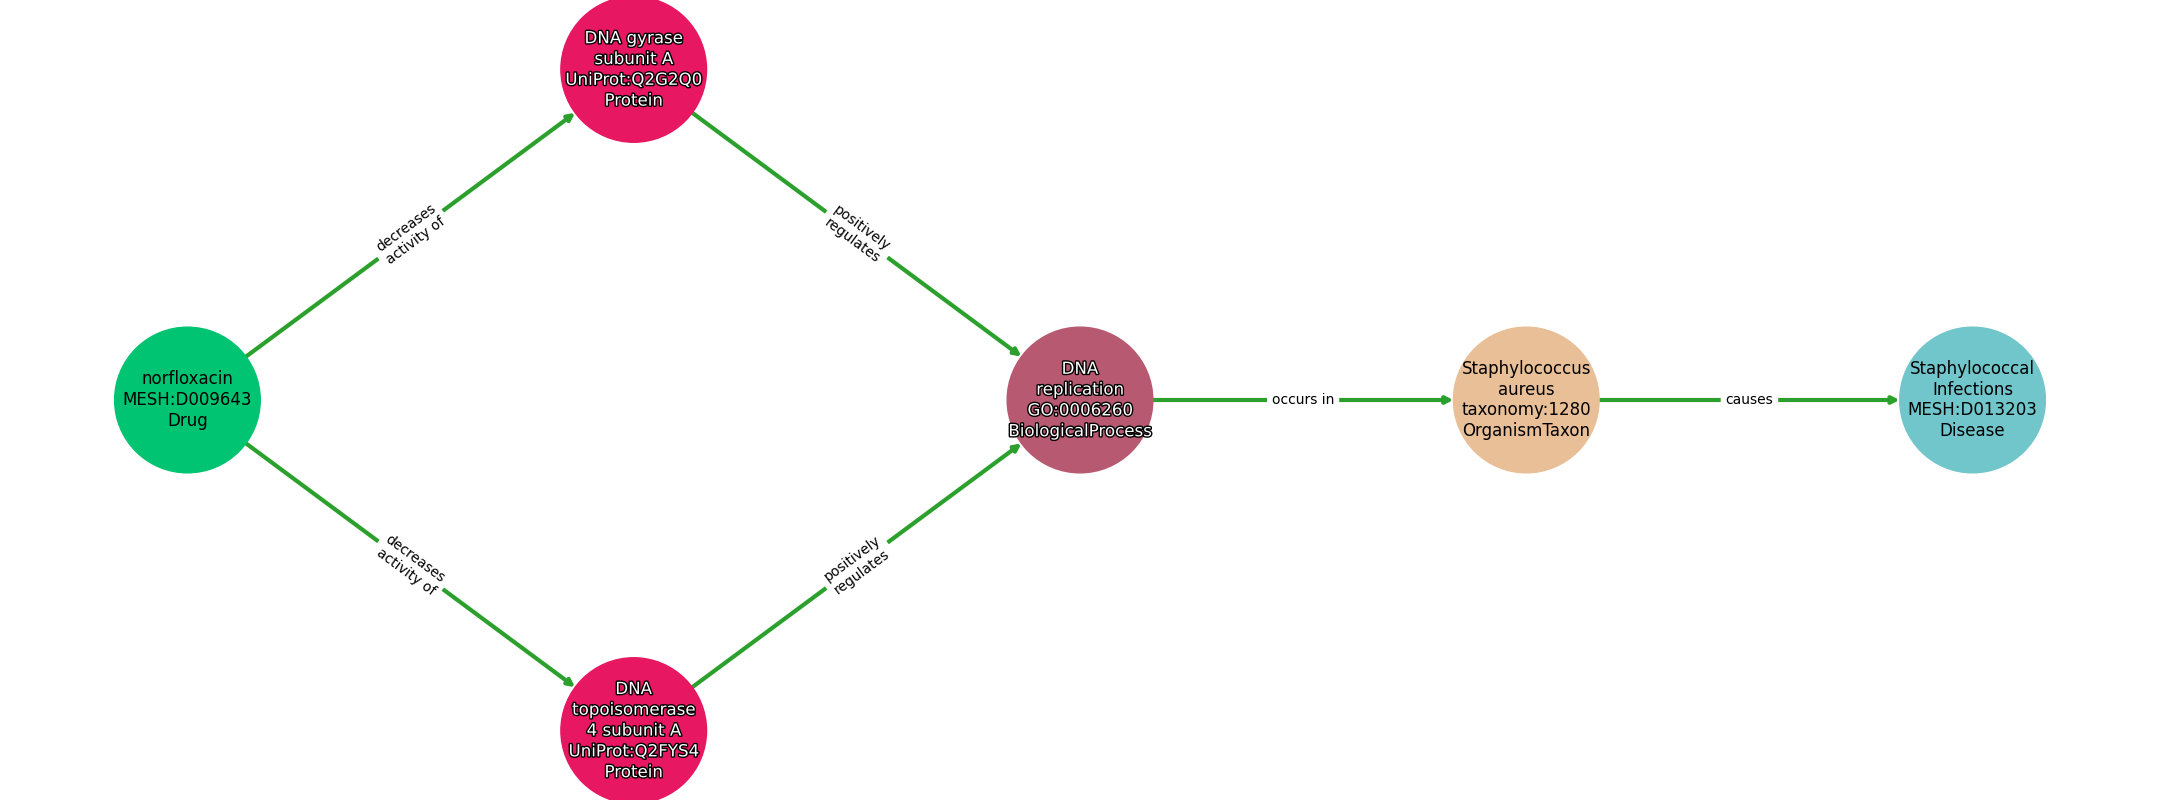 DNA gyrase
subunit A
UniProt:Q2G2Q0
Protein
decreases
activity of
positively
regulates
norfloxacin
MESH:D009643
Drug
DNA
replication
GO:0006260
BiologicalProcess
occurs in
Staphylococcus
aureus
taxonomy:1280
OrganismTaxon
causes
Staphylococcal
Infections
MESH:D013203
Disease
decreases
activity of
positively
regulates
DNA
topoisomerase
4 subunit A
UniProt:Q2FYS4
Protein